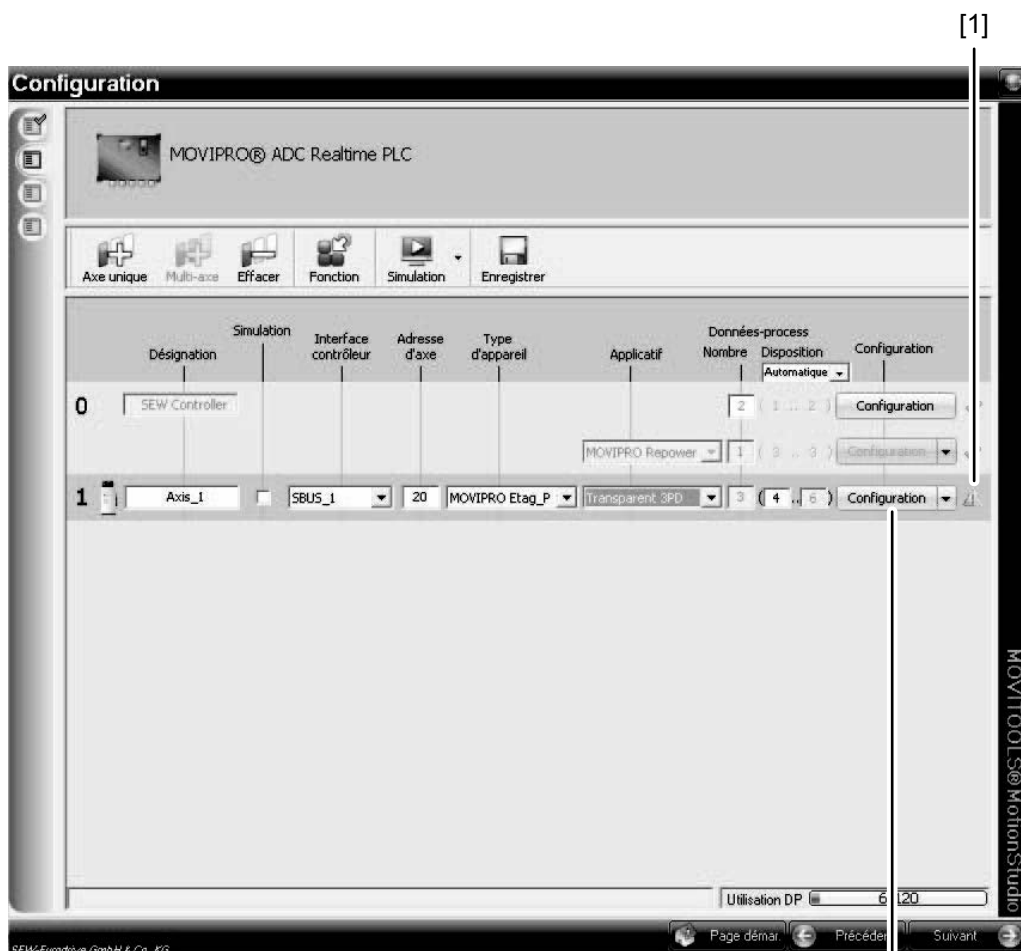 [1]
Configuration
MOVIPRO® ADC Realtime PLC
Axe unique Multi-axe Effacer Fonction Simulation Enregistrer
Désignation Simulation Interface contrôleur Adresse d'axe Type d'appareil Applicatif Données-process Nombre Disposition Configuration
Automatique
0 SEW Controller 2 ( 1 .. 2 ) Configuration
MOVIPRO Repower 1 ( 3 .. 3 ) Configuration
1 Axis_1 SBUS_1 20 MOVIPRO Etag_P Transparent 3PD 3 ( 4 .. 6 ) Configuration
Utilisation DP 120
SEW-Eurodrive GmbH & Co. KG
Page démar. Précédent Suivant
MOVITOOLS®MotionStudio